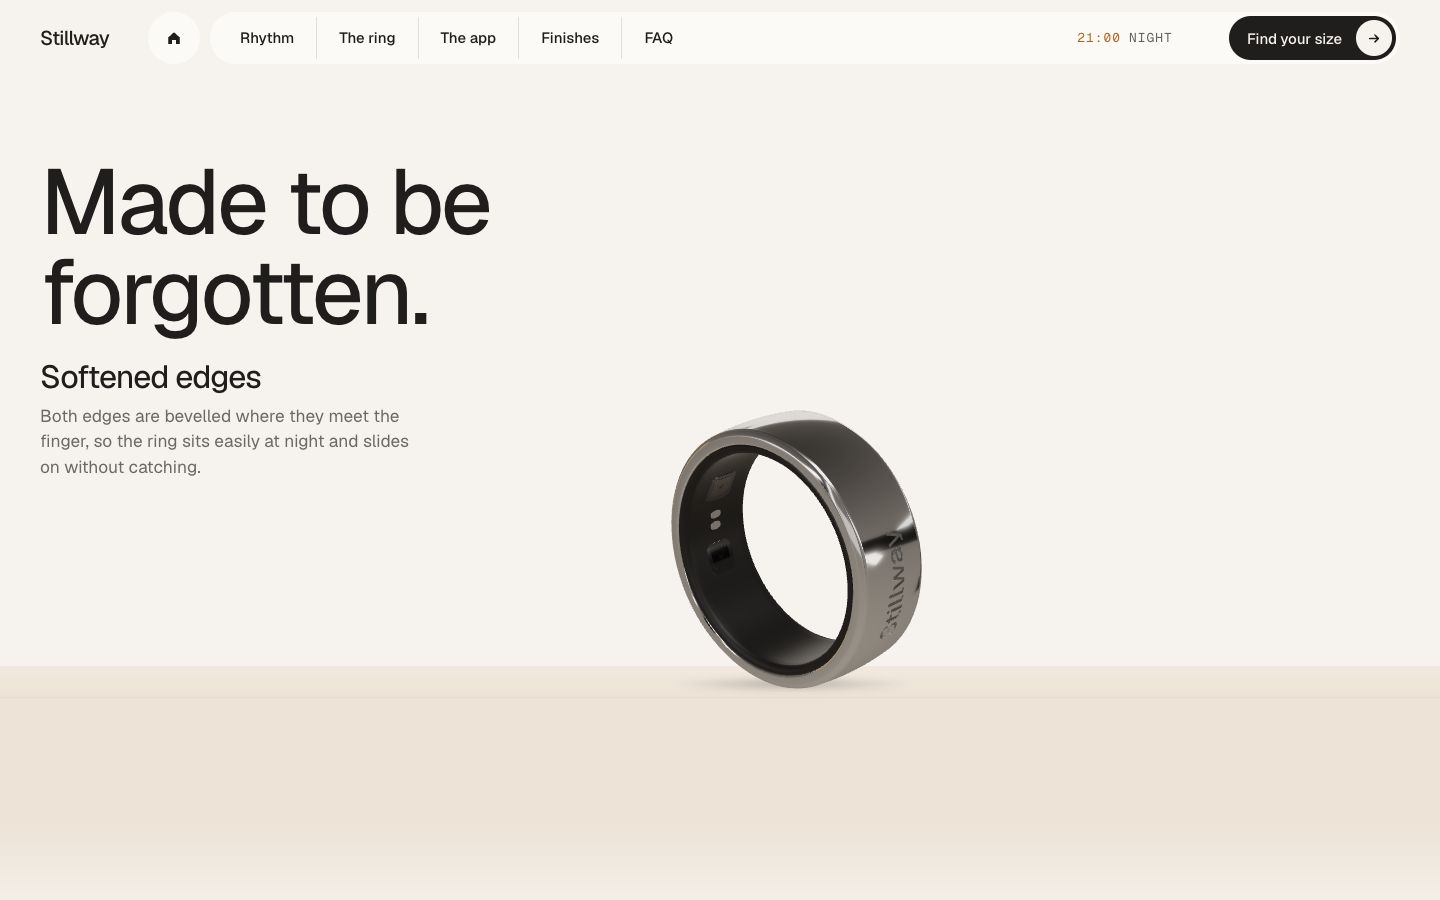 Stillway
Rhythm
The ring
The app
Finishes
FAQ
21:00 NIGHT
Find your size
Made to be
forgotten.
Softened edges
Both edges are bevelled where they meet the
finger, so the ring sits easily at night and slides
on without catching.
Stillway